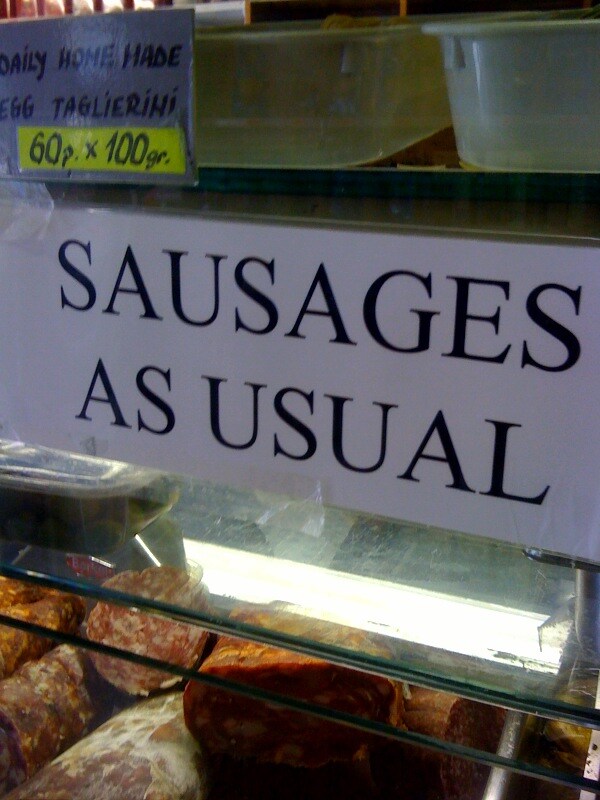 DAILY HOME MADE
EGG TAGLIERINI
60p. x 100gr.
SAUSAGES
AS USUAL